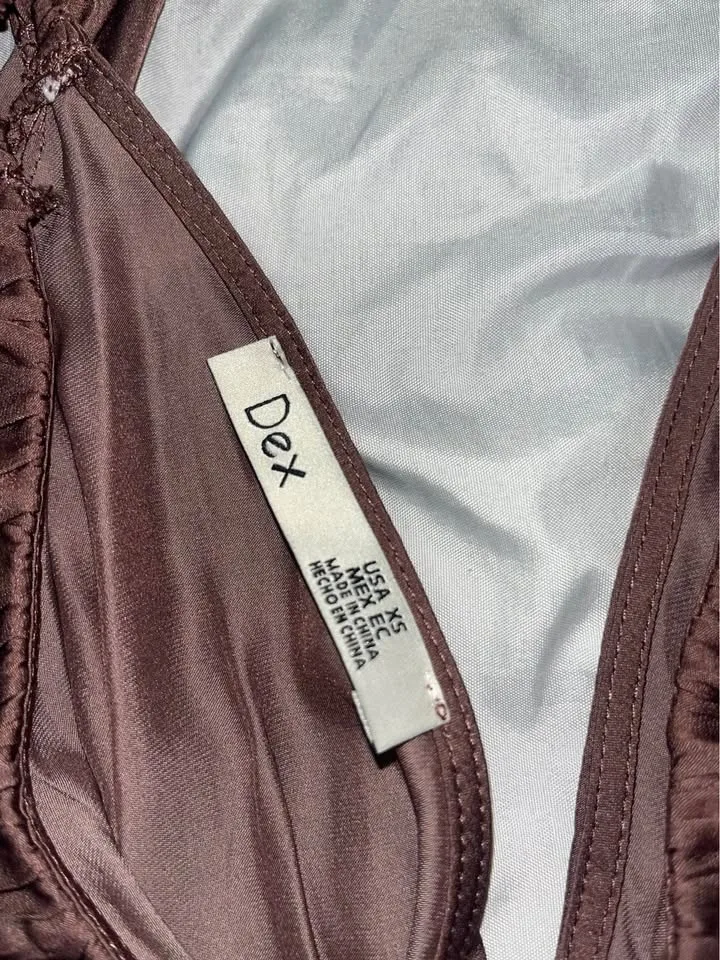 Dex
USA XS
MEX EC
MADE IN CHINA
HECHO EN CHINA